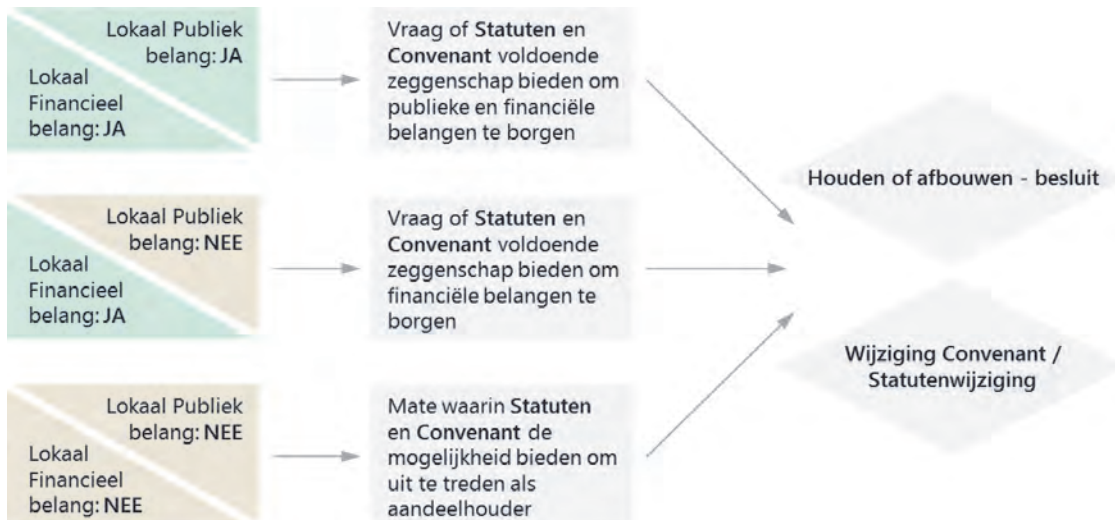 Lokaal Publiek
belang: JA
Lokaal
Financieel
belang: JA
Vraag of Statuten en
Convenant voldoende
zeggenschap bieden om
publieke en financiële
belangen te borgen
Lokaal Publiek
belang: NEE
Lokaal
Financieel
belang: JA
Vraag of Statuten en
Convenant voldoende
zeggenschap bieden om
financiële belangen te
borgen
Lokaal Publiek
belang: NEE
Lokaal
Financieel
belang: NEE
Mate waarin Statuten
en Convenant de
mogelijkheid bieden om
uit te treden als
aandeelhouder
Houden of afbouwen - besluit
Wijziging Convenant /
Statutenwijziging